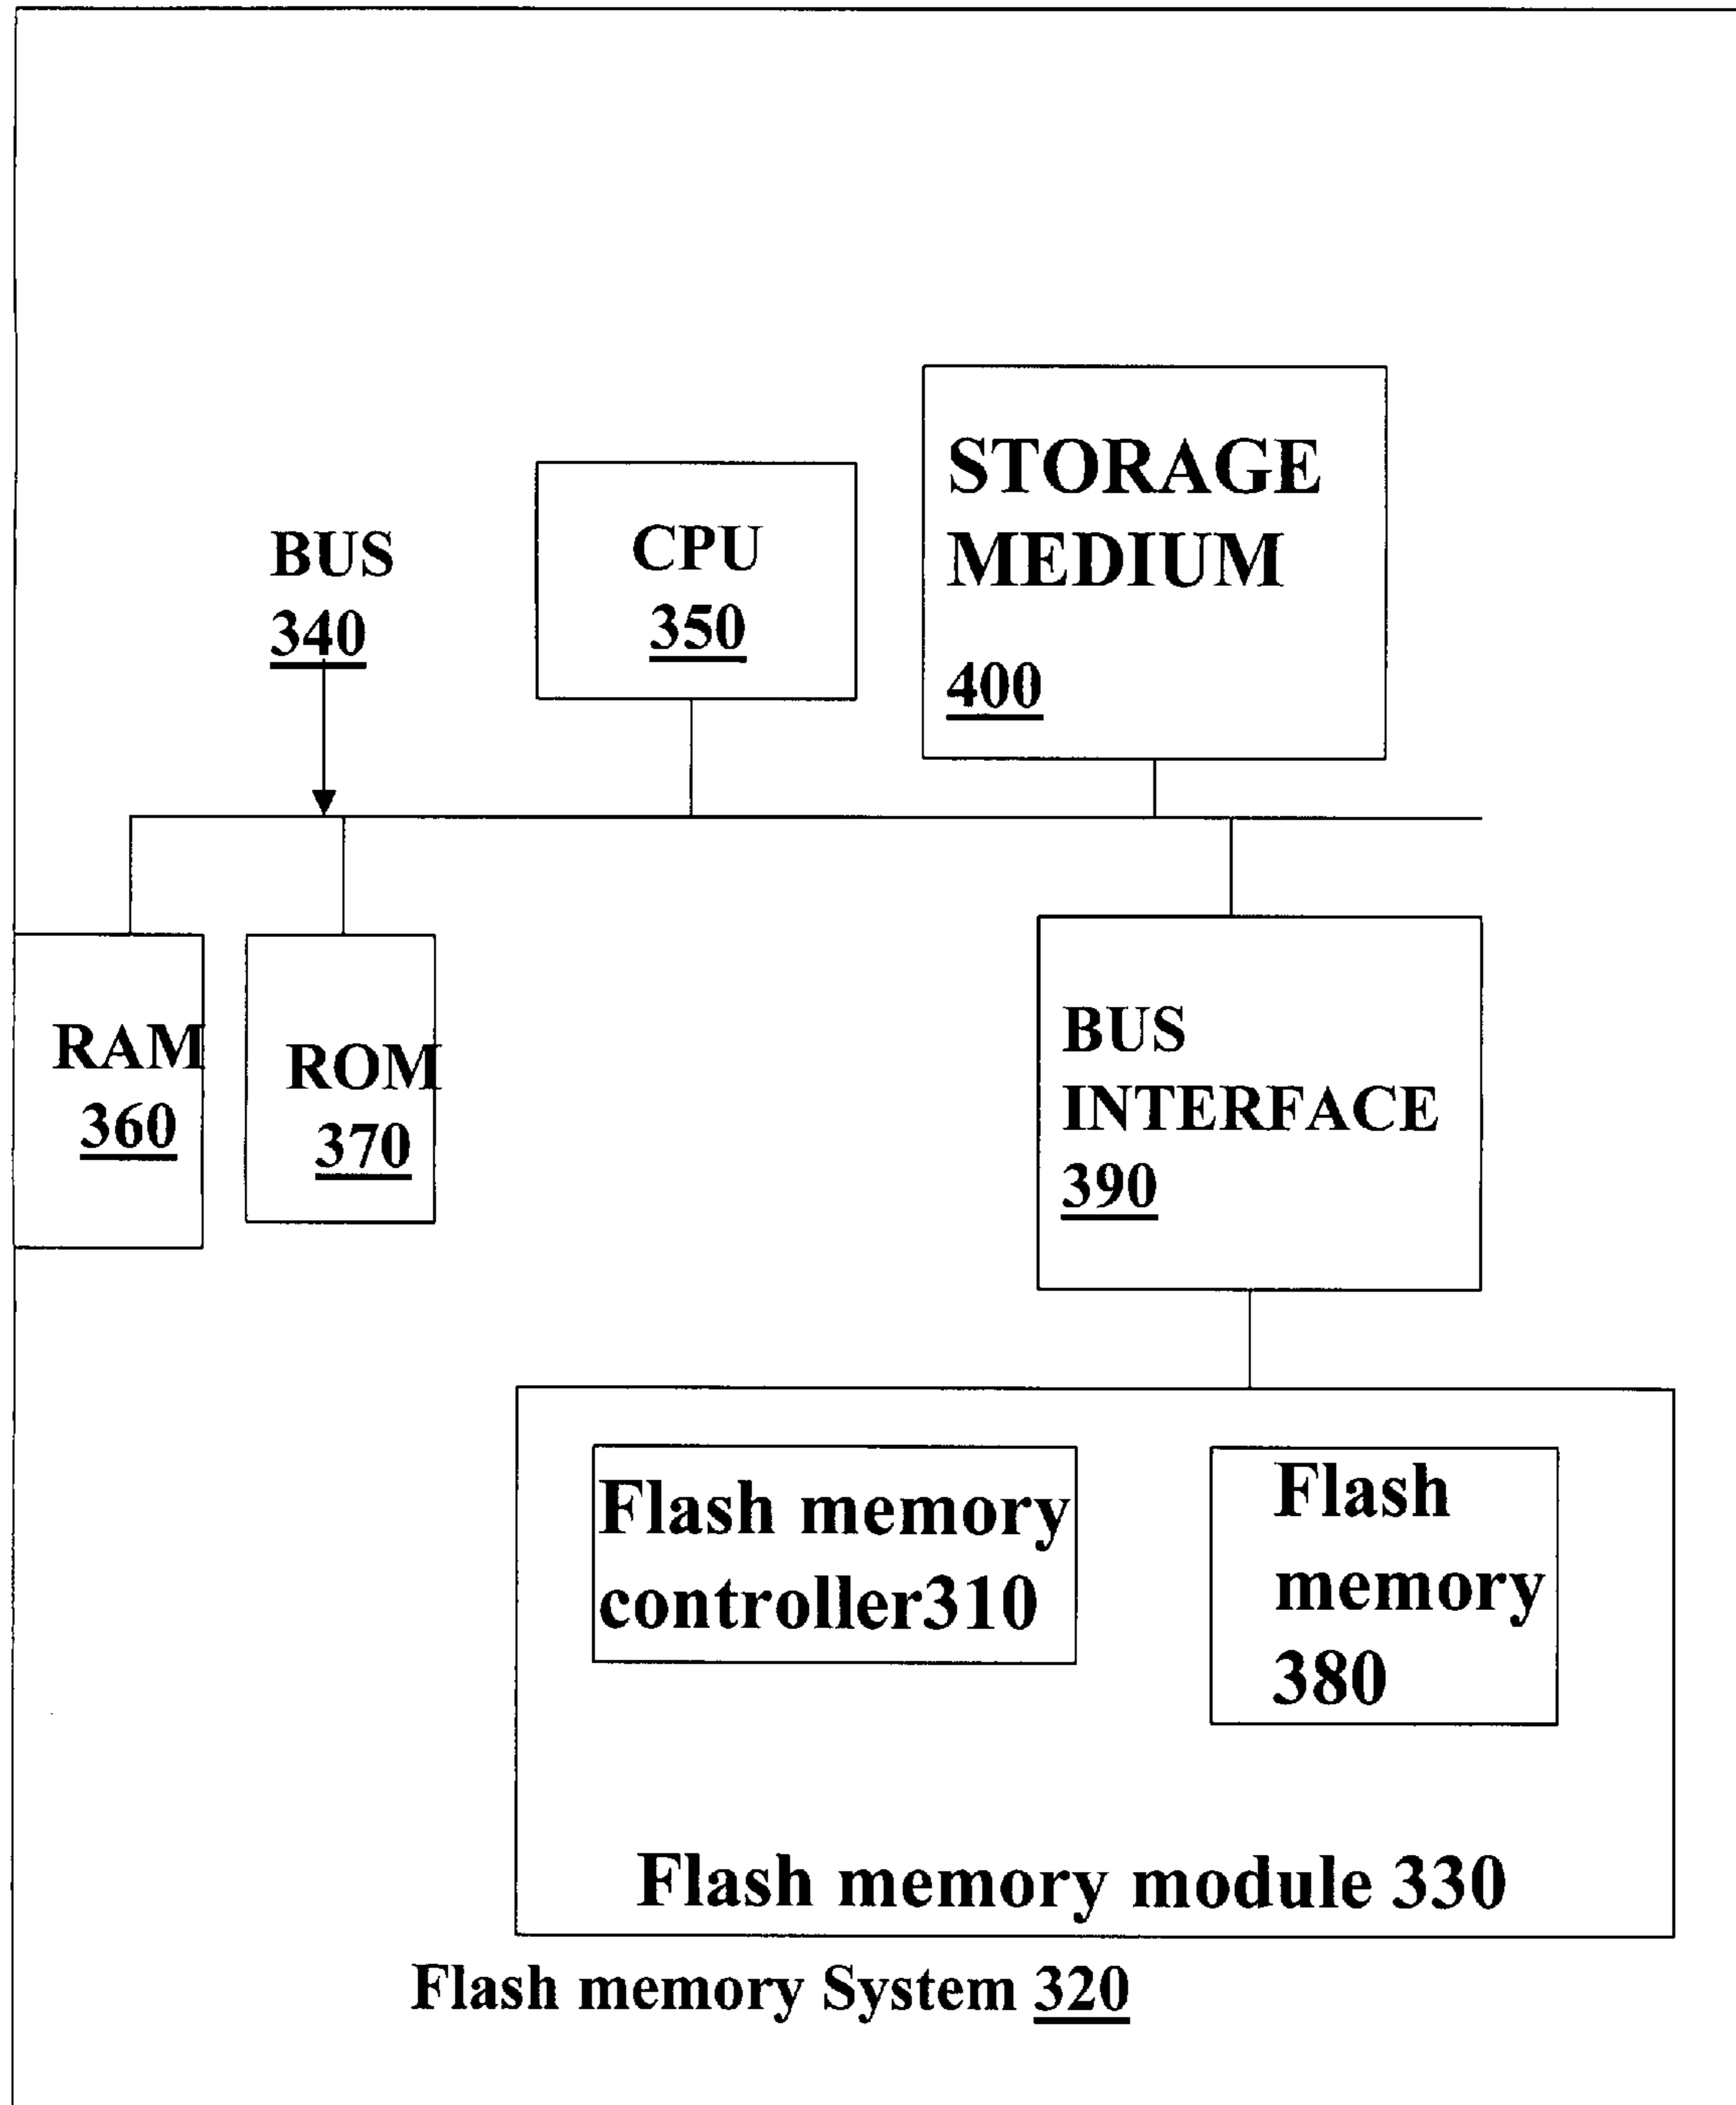 STORAGE
MEDIUM
400
CPU
350
BUS
340
RAM
360
ROM
370
BUS
INTERFACE
390
Flash memory
controller310
Flash
memory
380
Flash memory module 330
Flash memory System 320